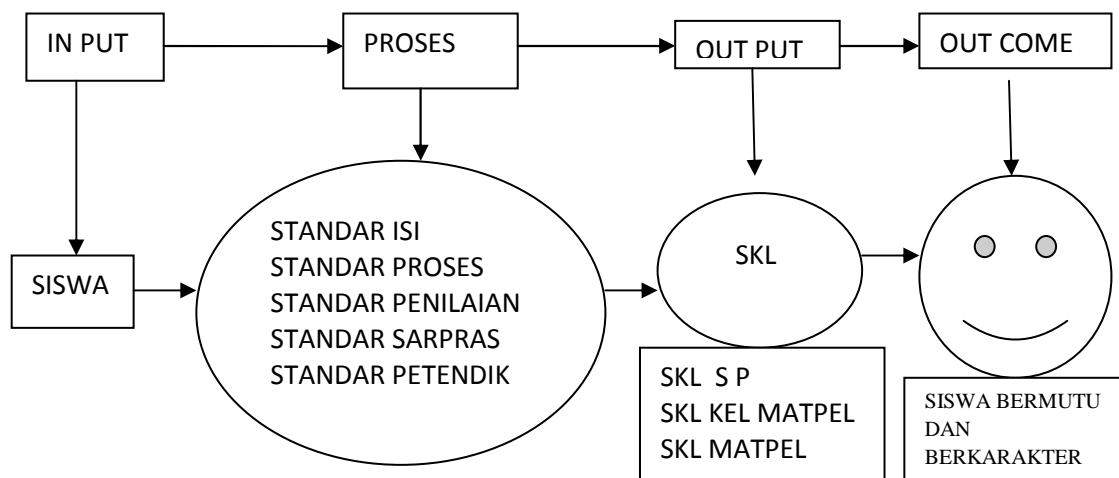 IN PUT
PROSES
OUT PUT
OUT COME
SISWA
STANDAR ISI
STANDAR PROSES
STANDAR PENILAIAN
STANDAR SARPRAS
STANDAR PETENDIK
SKL
SKL S P
SKL KEL MATPEL
SKL MATPEL
SISWA BERMUTU
DAN
BERKARAKTER